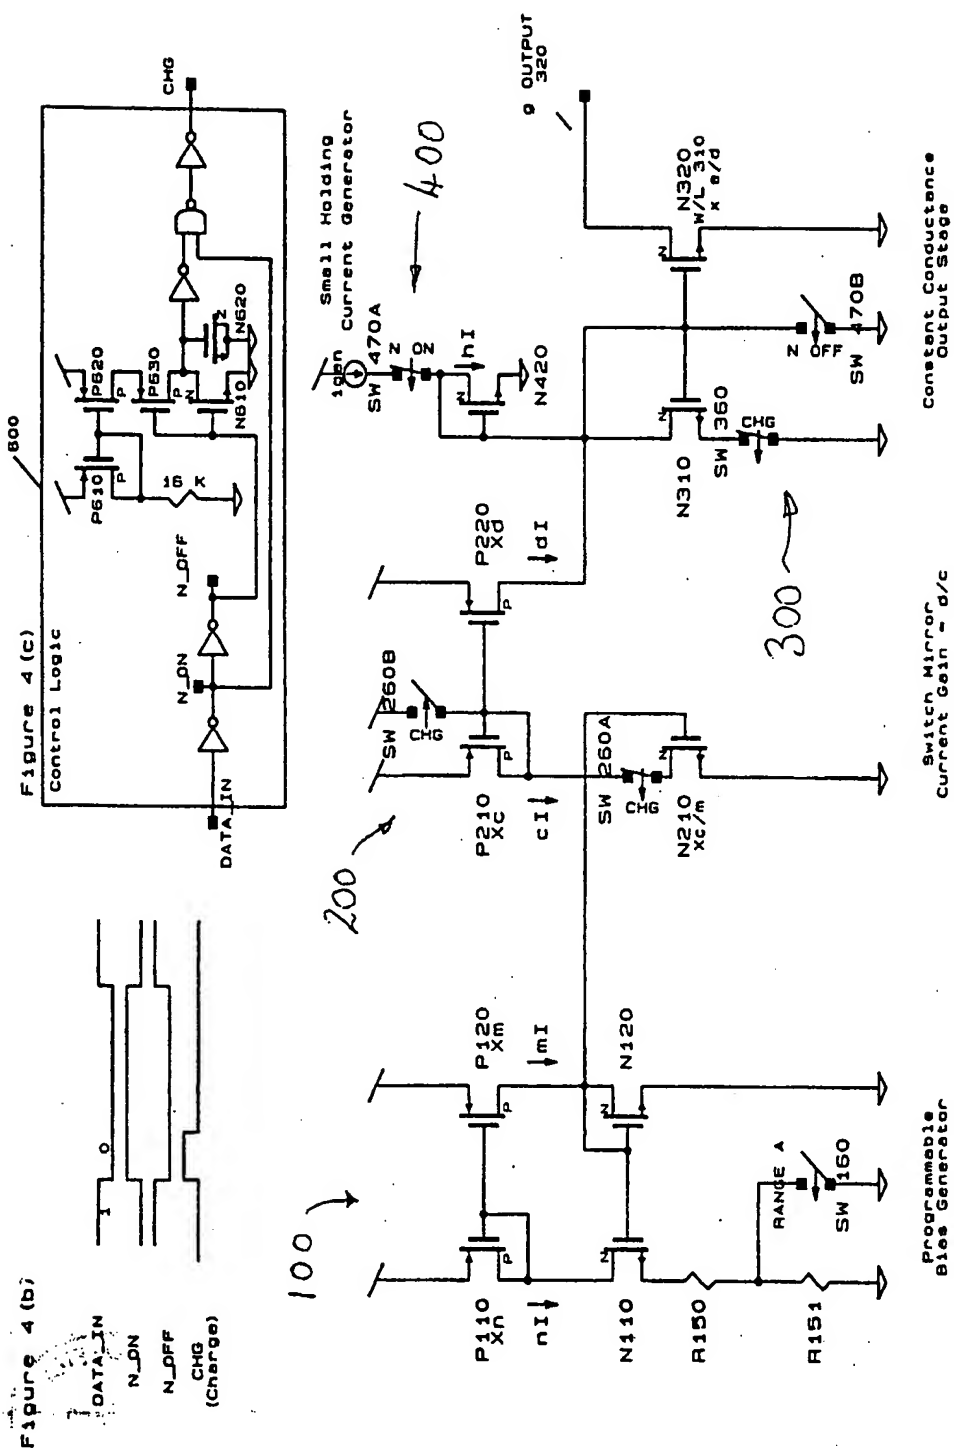 Figure 4(b)
DATA_IN
N_ON
N_OFF
CHG
(Charge)
1
0
Figure 4(c)
Control Logic
600
DATA_IN
N_ON
N_OFF
P610
P
15 K
P620
P
P630
P
N
N610
N
N620
CHG
100
P110
Xn
P
nI
P120
Xm
P
mI
N110
N
N120
N
R150
R151
RANGE A
SW 160
Programmable
Bias Generator
200
P210
Xc
P
cI
SW 260B
CHG
P220
Xd
P
dI
SW 260A
CHG
N210
Xc/m
N
Switch Mirror
Current Gain = d/c
300
Small Holding
Current Generator
400
igen
SW 470A
N ON
hI
N
N420
N310
N
SW 360
CHG
N320
W/L 310
N
N OFF
SW 470B
g OUTPUT
320
Constant Conductance
Output Stage